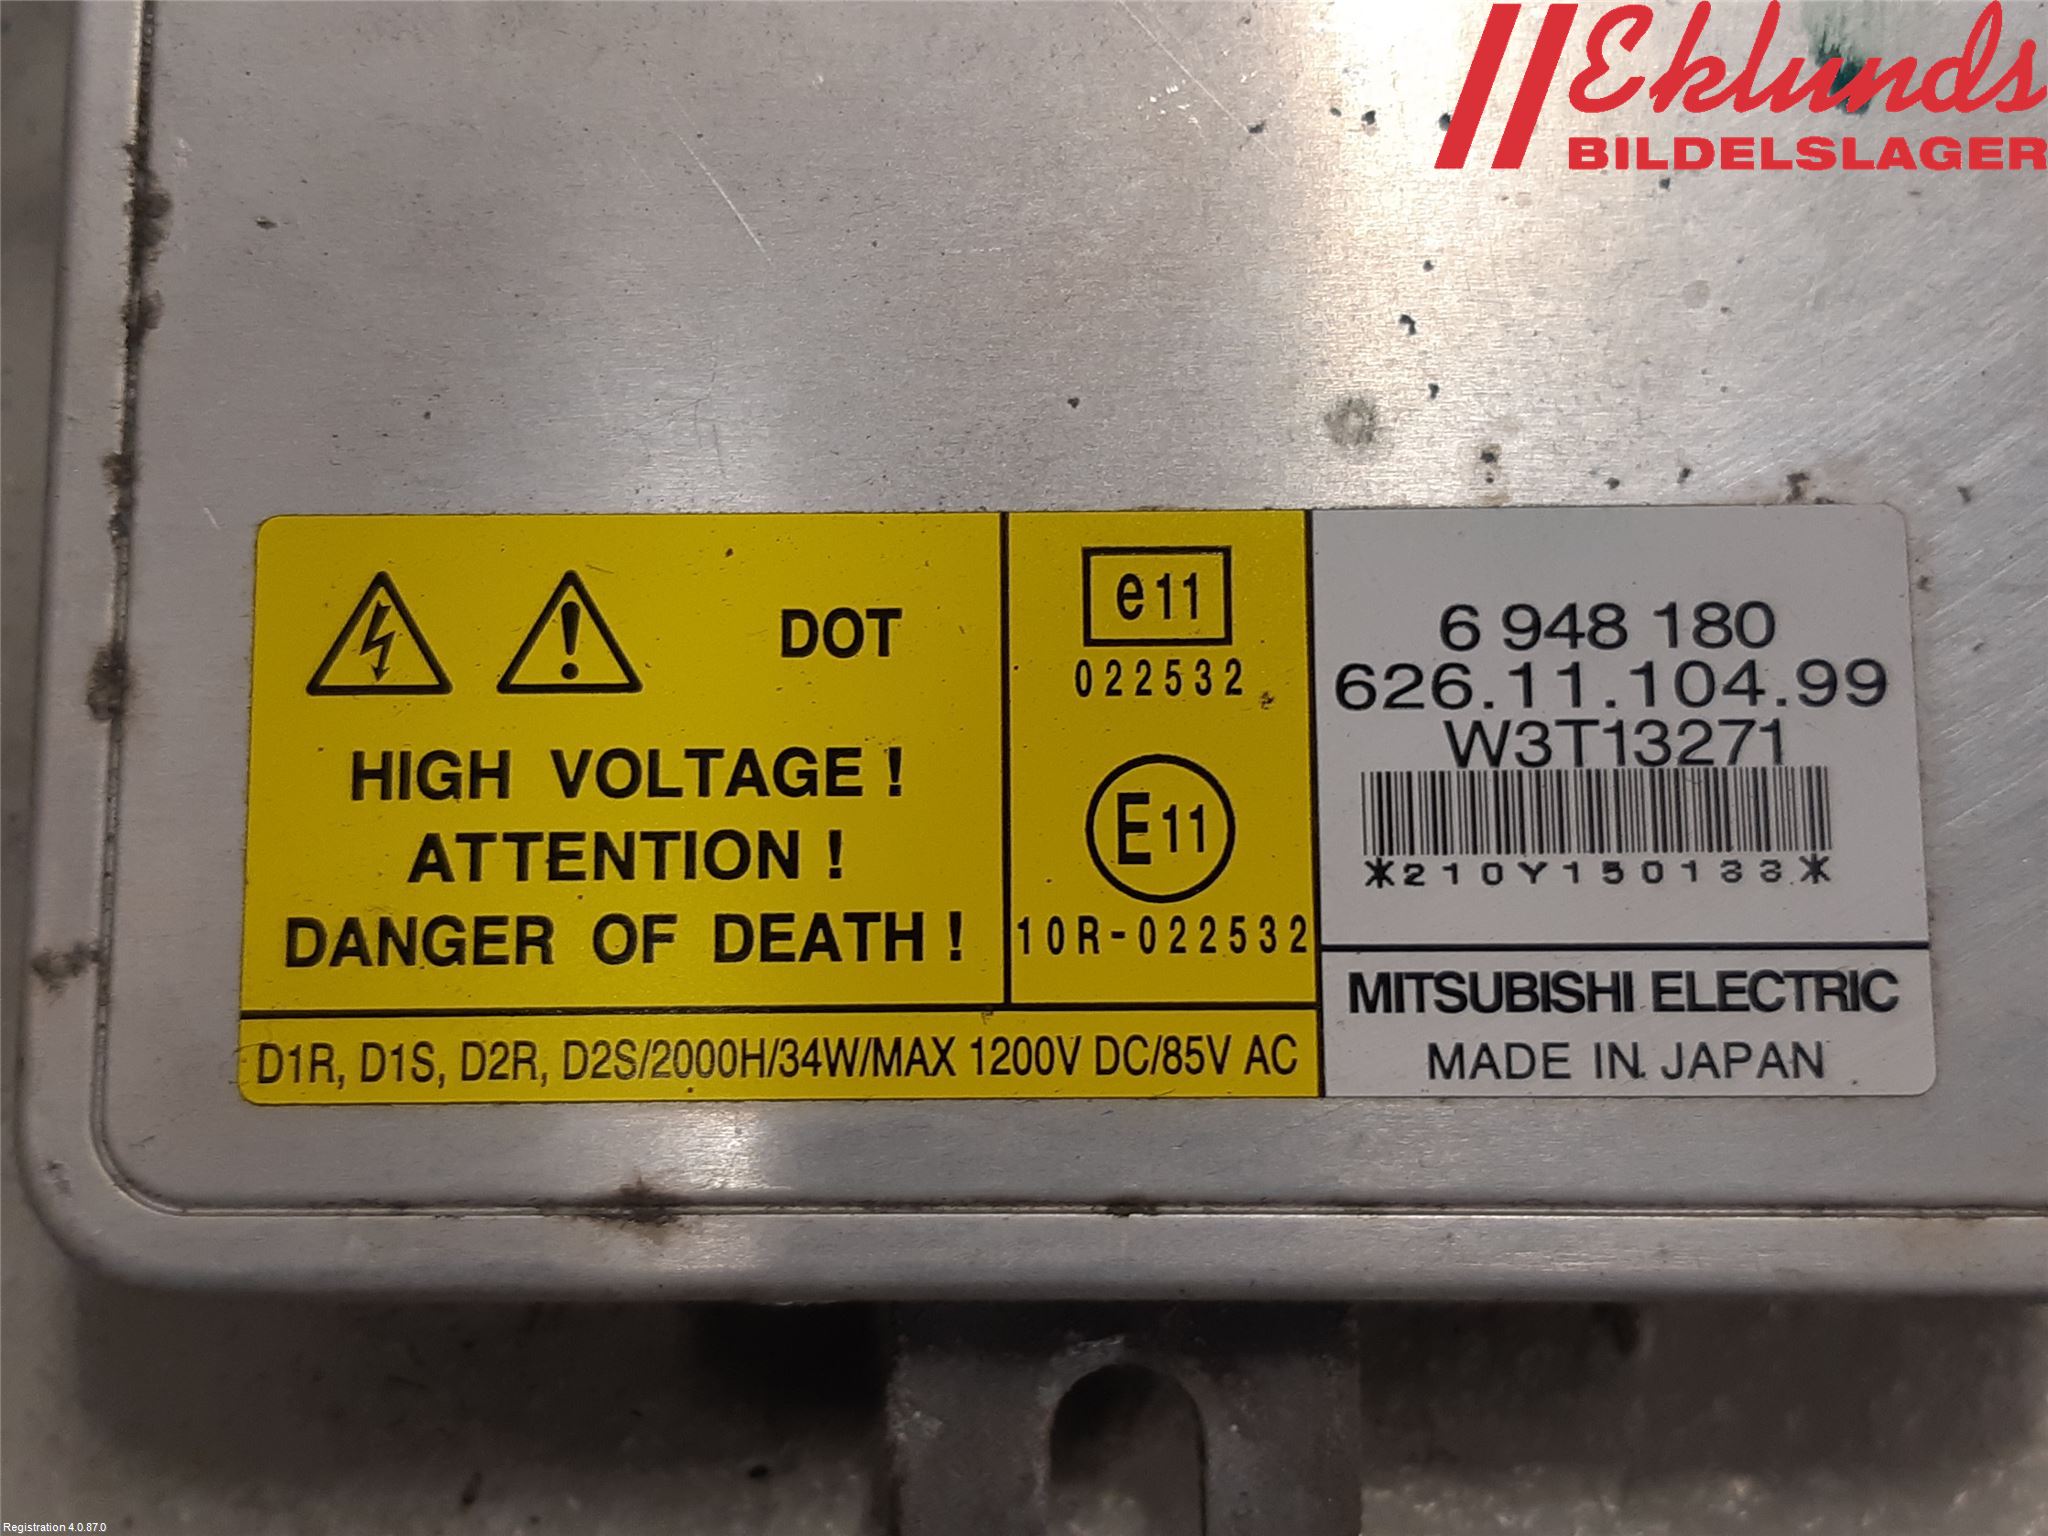 Eklunds
BILDELSLAGER
DOT
HIGH VOLTAGE !
ATTENTION !
DANGER OF DEATH !
e11
022532
E11
10R-022532
6 948 180
626.11.104.99
W3T13271
*210Y150133*
MITSUBISHI ELECTRIC
MADE IN JAPAN
D1R, D1S, D2R, D2S/2000H/34W/MAX 1200V DC/85V AC
Registration 4.0.87.0